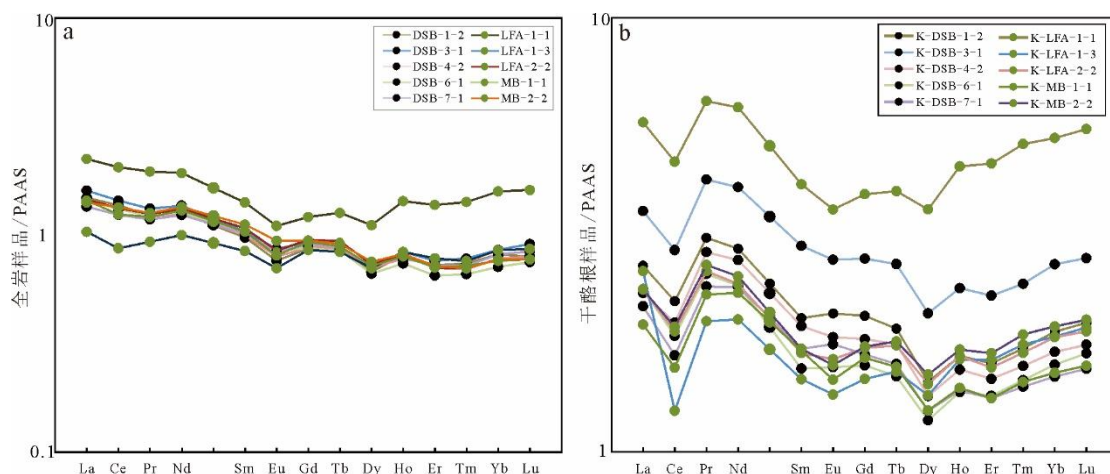 10
a
DSB-1-2 LFA-1-1
DSB-3-1 LFA-1-3
DSB-4-2 LFA-2-2
DSB-6-1 MB-1-1
DSB-7-1 MB-2-2
全岩样品/PAAS
1
0.1
La Ce Pr Nd Sm Eu Gd Tb Dy Ho Er Tm Yb Lu
10
b
K-DSB-1-2 K-LFA-1-1
K-DSB-3-1 K-LFA-1-3
K-DSB-4-2 K-LFA-2-2
K-DSB-6-1 K-MB-1-1
K-DSB-7-1 K-MB-2-2
干酪根样品/PAAS
1
La Ce Pr Nd Sm Eu Gd Tb Dy Ho Er Tm Yb Lu